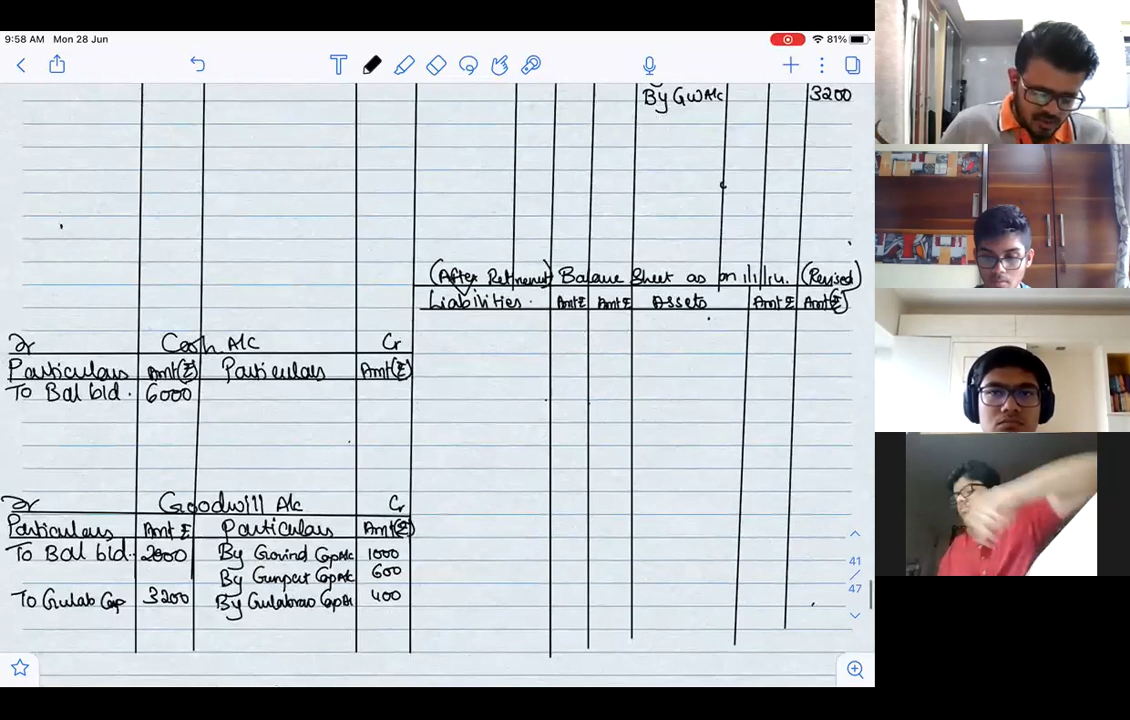 9:58 AM Mon 28 Jun
81%
By GW A/c 3200
(After Retirement) Balance Sheet as on 1/1/14. (Revised)
Liabilities. Amt ₹ Amt ₹ Assets Amt ₹ Amt(₹)
Dr Cash A/c Cr
Particulars Amt(₹) Particulars Amt(₹)
To Bal b/d. 6000
Dr Goodwill A/c Cr
Particulars Amt ₹ Particulars Amt(₹)
To Bal b/d. 2000 By Govind Cap A/c 1000
By Gunpat Cap A/c 600
To Gulab Cap 3200 By Gulabrao Cap A/c 400
41
/
47